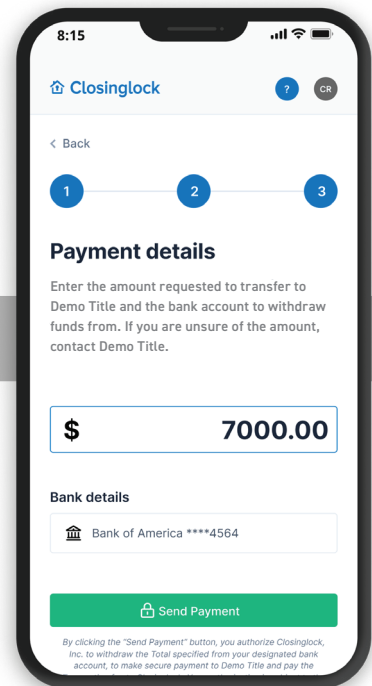 8:15
Closinglock
?
CR
< Back
1 2 3
Payment details
Enter the amount requested to transfer to
Demo Title and the bank account to withdraw
funds from. If you are unsure of the amount,
contact Demo Title.
$ 7000.00
Bank details
Bank of America ****4564
Send Payment
By clicking the "Send Payment" button, you authorize Closinglock,
Inc. to withdraw the Total specified from your designated bank
account, to make secure payment to Demo Title and pay the